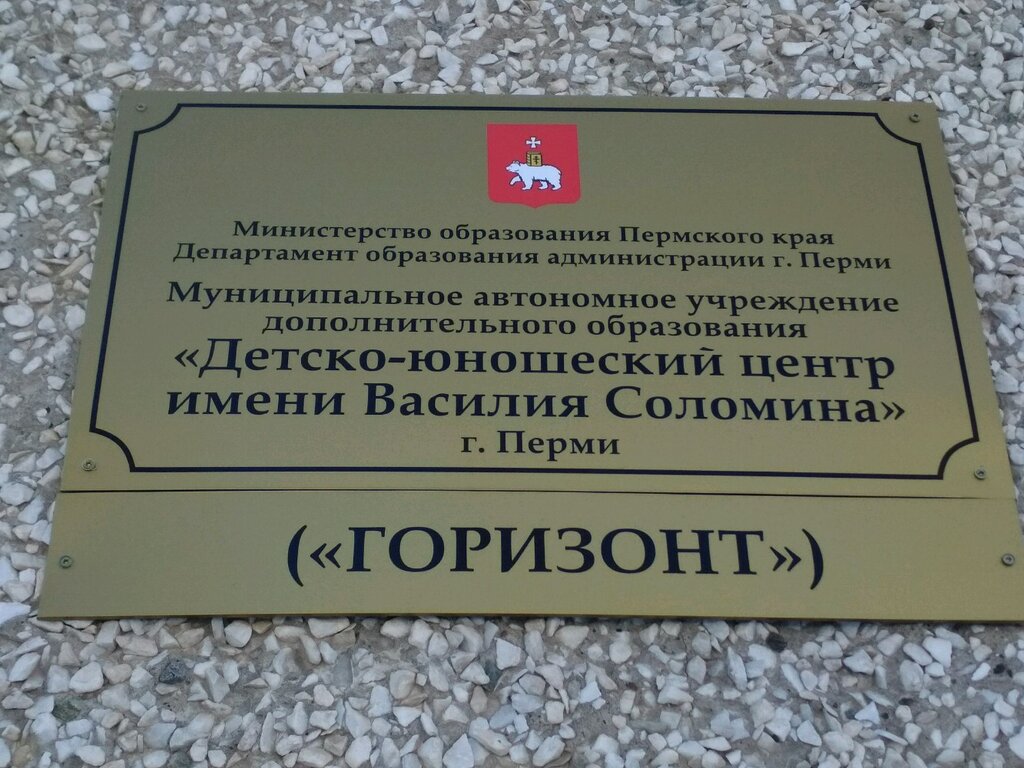 Министерство образования Пермского края
Департамент образования администрации г. Перми
Муниципальное автономное учреждение
дополнительного образования
«Детско-юношеский центр
имени Василия Соломина»
г. Перми
(«ГОРИЗОНТ»)